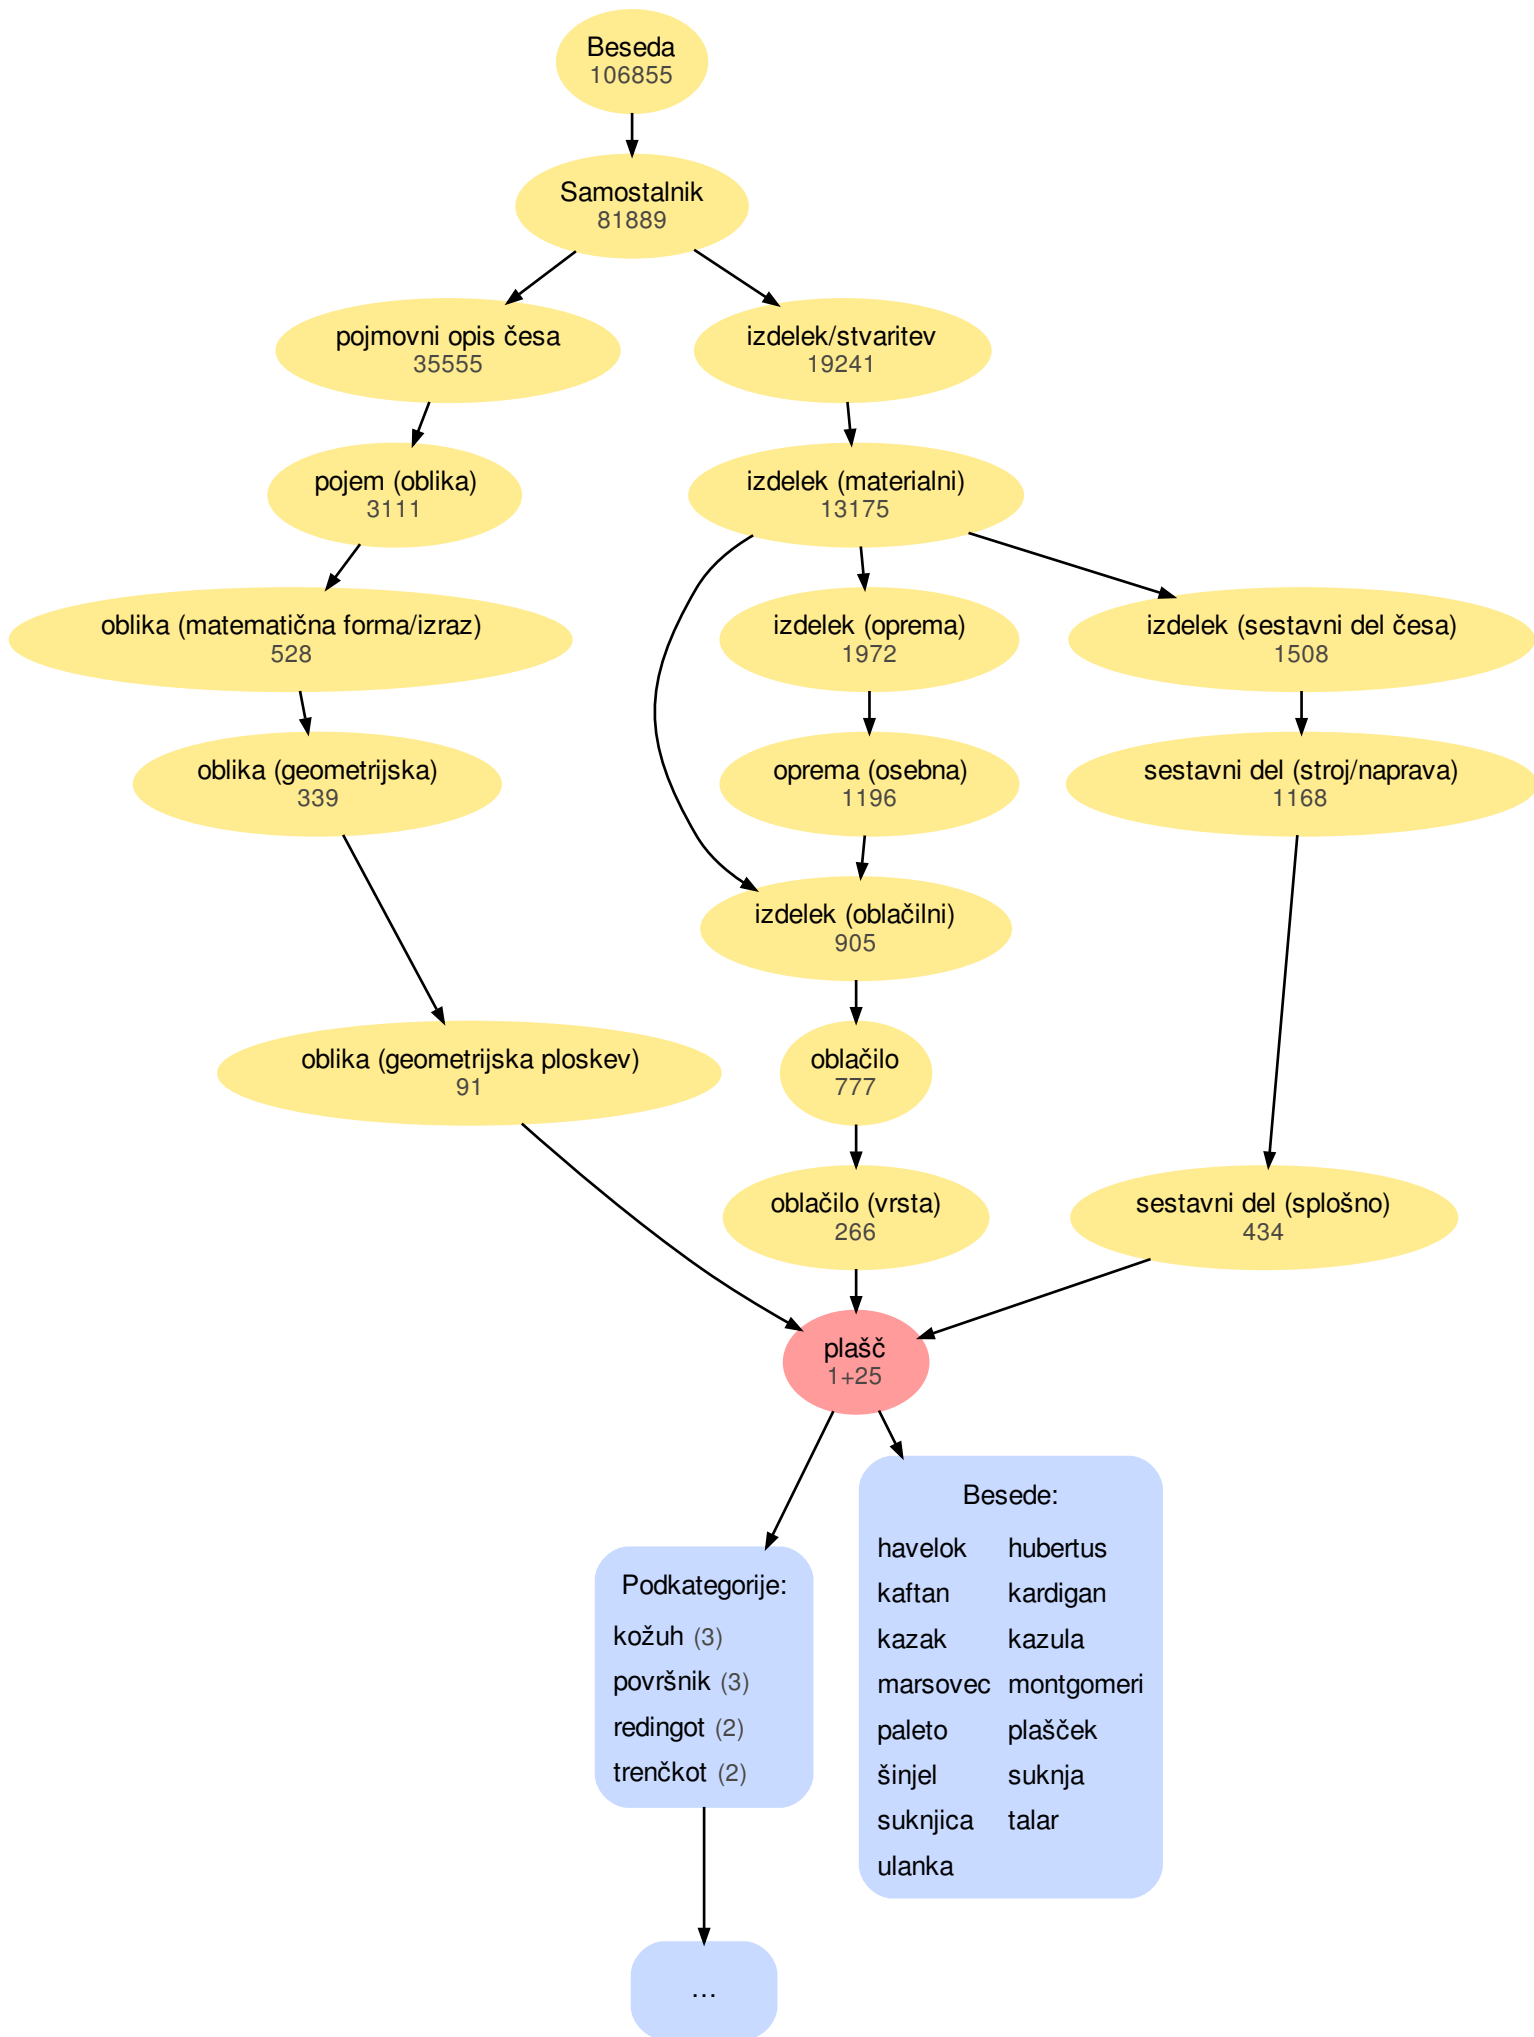 Beseda
106855
Samostalnik
81889
pojmovni opis česa
35555
izdelek/stvaritev
19241
pojem (oblika)
3111
izdelek (materialni)
13175
oblika (matematična forma/izraz)
528
izdelek (oprema)
1972
izdelek (sestavni del česa)
1508
oblika (geometrijska)
339
oprema (osebna)
1196
sestavni del (stroj/naprava)
1168
izdelek (oblačilni)
905
oblika (geometrijska ploskev)
91
oblačilo
777
oblačilo (vrsta)
266
sestavni del (splošno)
434
plašč
1+25
Podkategorije:
kožuh (3)
površnik (3)
redingot (2)
trenčkot (2)
Besede:
havelok hubertus
kaftan kardigan
kazak kazula
marsovec montgomeri
paleto plašček
šinjel suknja
suknjica talar
ulanka
...